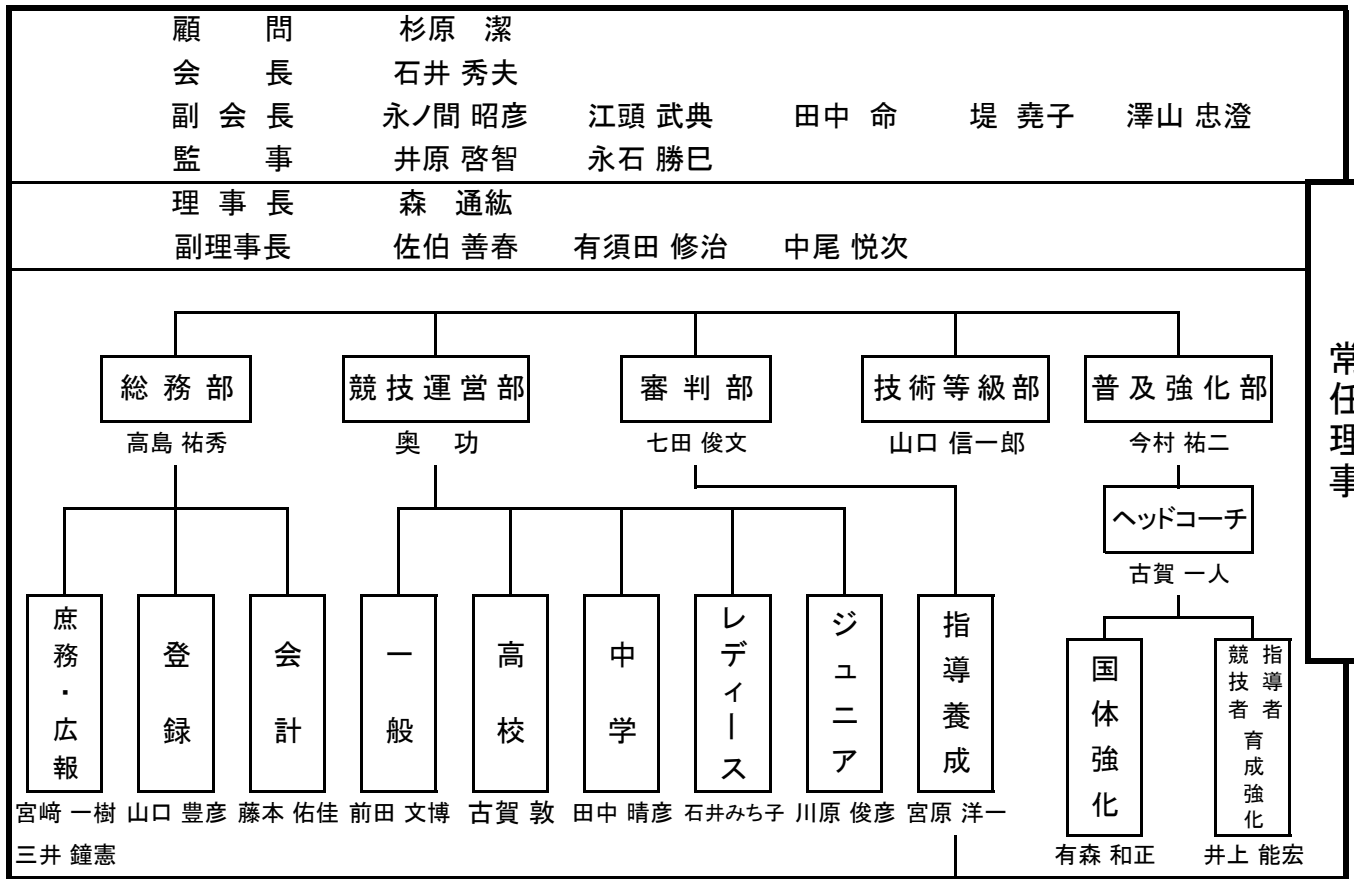 顧問 杉原 潔
会長 石井 秀夫
副会長 永ノ間 昭彦 江頭 武典 田中 命 堤 堯子 澤山 忠澄
監事 井原 啓智 永石 勝巳
理事長 森 通紘
副理事長 佐伯 善春 有須田 修治 中尾 悦次
常任理事
総務部 競技運営部 審判部 技術等級部 普及強化部
高島 祐秀 奥 功 七田 俊文 山口 信一郎 今村 祐二
ヘッドコーチ
古賀 一人
庶務・広報 登録 会計 一般 高校 中学 レディース ジュニア 指導養成
国体強化
指導者
競技者
育成強化
宮﨑 一樹 山口 豊彦 藤本 佑佳 前田 文博 古賀 敦 田中 晴彦 石井みち子 川原 俊彦 宮原 洋一
三井 鐘憲 有森 和正 井上 能宏